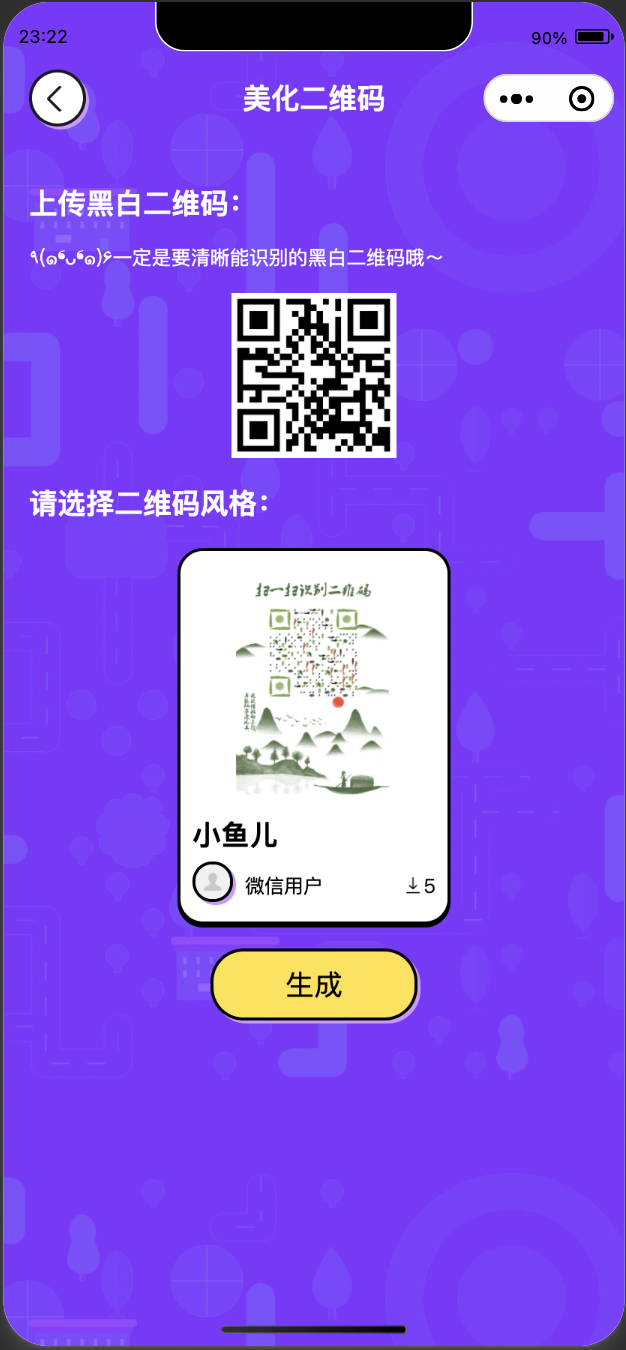 23:22
90%
美化二维码
上传黑白二维码：
٩(๑❛ᴗ❛๑)۶一定是要清晰能识别的黑白二维码哦～
请选择二维码风格：
扫一扫识别二维码
小鱼儿
微信用户
5
生成